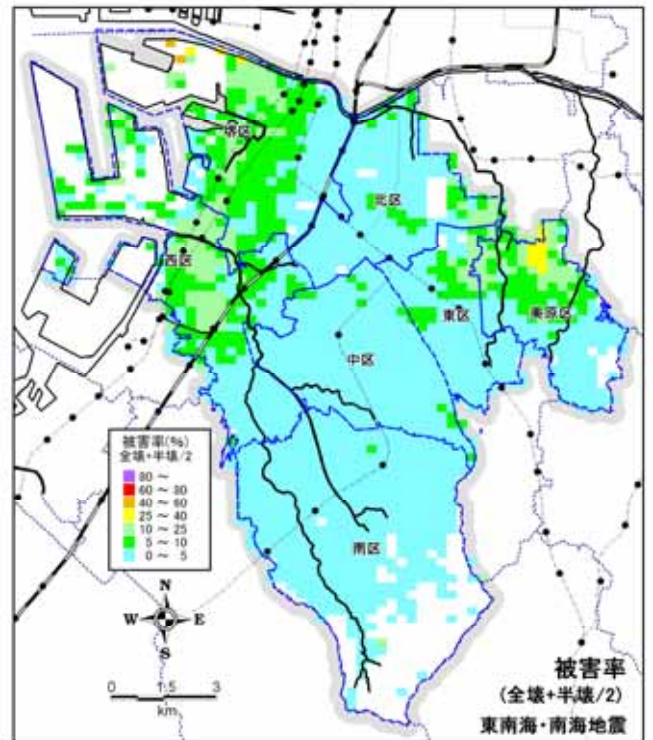 堺区
北区
西区
東区
美原区
中区
南区
被害率(%)
全壊+半壊/2
80 ~
60 ~ 80
40 ~ 60
25 ~ 40
10 ~ 25
5 ~ 10
0 ~ 5
N
W
E
S
0 1.5 3
km
被害率
(全壊+半壊/2)
東南海・南海地震